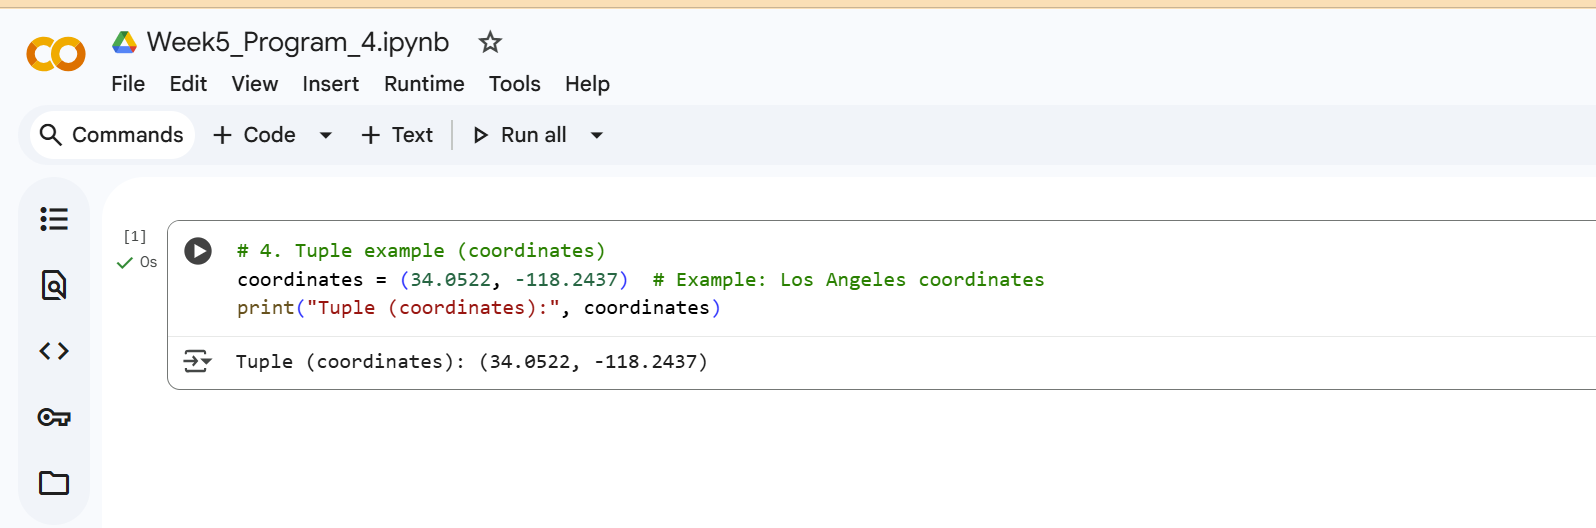 Week5_Program_4.ipynb
File Edit View Insert Runtime Tools Help
Commands + Code + Text Run all
[1]
0s
# 4. Tuple example (coordinates)
coordinates = (34.0522, -118.2437)  # Example: Los Angeles coordinates
print("Tuple (coordinates):", coordinates)
Tuple (coordinates): (34.0522, -118.2437)